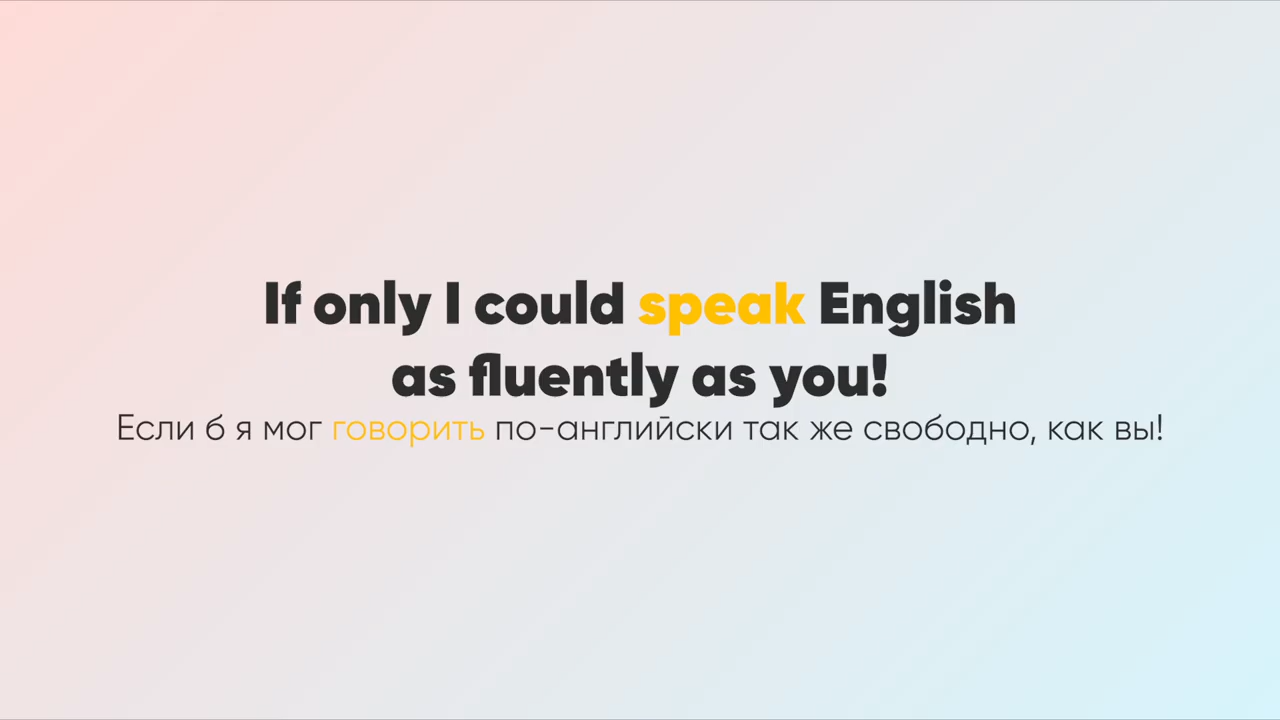 If only I could speak English
as fluently as you!
Если б я мог говорить по-английски так же свободно, как вы!